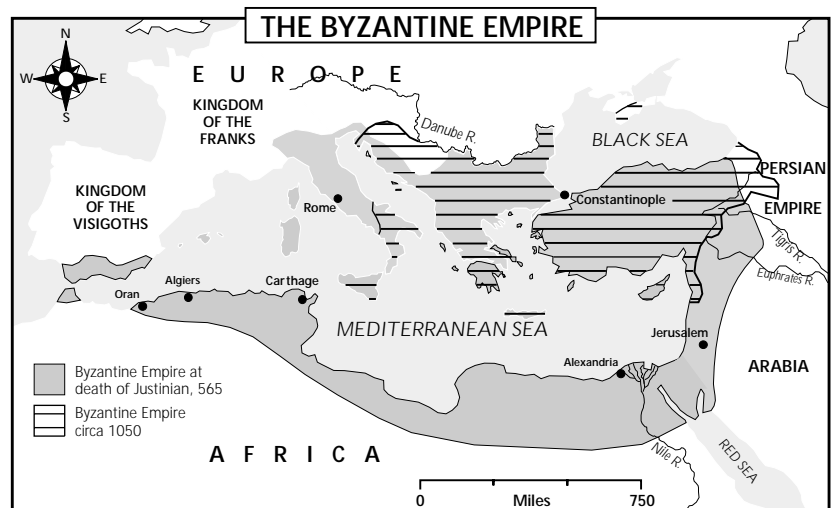 THE BYZANTINE EMPIRE
N
W
E
S
E U R O P E
KINGDOM
OF
THE FRANKS
Danube R.
BLACK SEA
PERSIAN
EMPIRE
KINGDOM
OF THE
VISIGOTHS
Rome
Constantinople
Tigris R.
Euphrates R.
Oran
Algiers
Carthage
MEDITERRANEAN SEA
Jerusalem
Alexandria
ARABIA
Byzantine Empire at
death of Justinian, 565
Byzantine Empire
circa 1050
A F R I C A
Nile R.
RED SEA
0
Miles
750